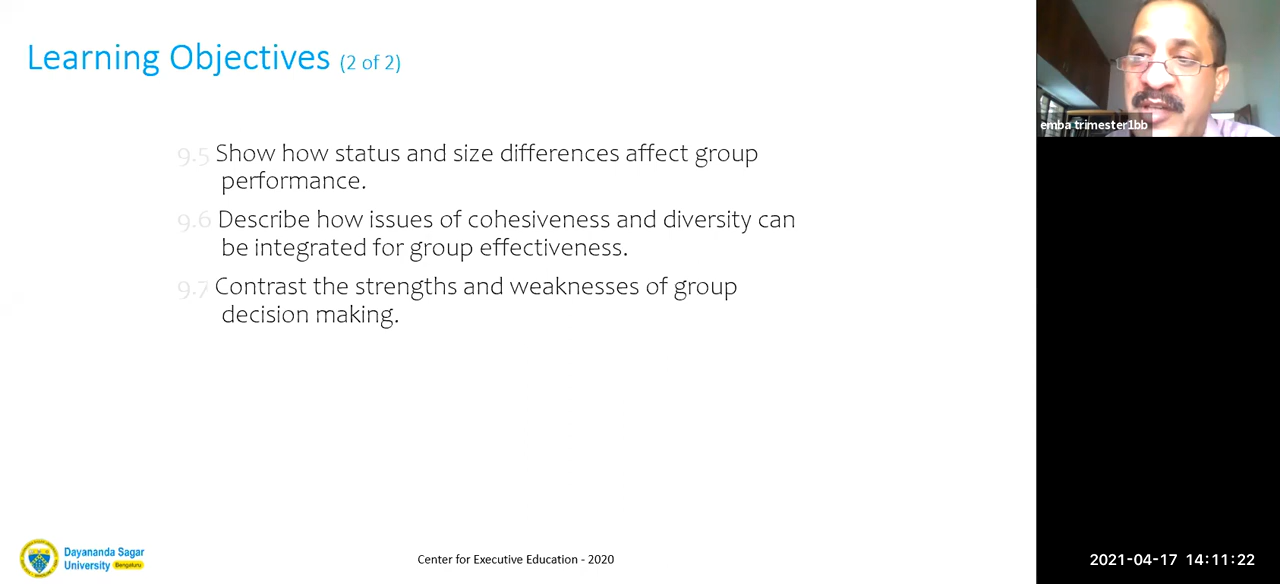 Learning Objectives (2 of 2)
9.5 Show how status and size differences affect group
performance.
9.6 Describe how issues of cohesiveness and diversity can
be integrated for group effectiveness.
9.7 Contrast the strengths and weaknesses of group
decision making.
emba trimester1bb
Dayananda Sagar
University Bengaluru
Center for Executive Education - 2020
2021-04-17 14:11:22